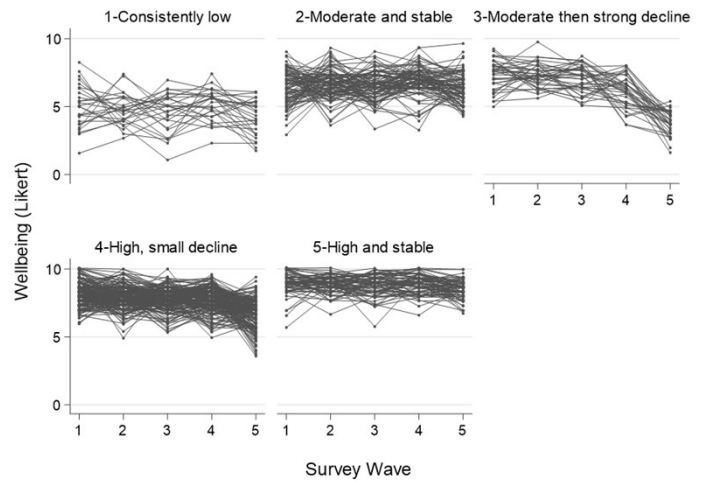 1-Consistently low
2-Moderate and stable
3-Moderate then strong decline
10
5
0
1 2 3 4 5
4-High, small decline
5-High and stable
10
5
0
1 2 3 4 5
1 2 3 4 5
Wellbeing (Likert)
Survey Wave